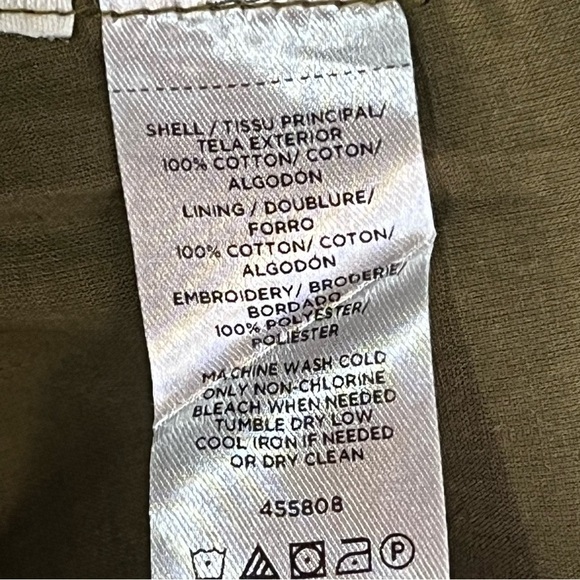 SHELL / TISSU PRINCIPAL/
TELA EXTERIOR
100% COTTON/ COTON/
ALGODON
LINING / DOUBLURE/
FORRO
100% COTTON/ COTON/
ALGODÓN
EMBROIDERY/ BRODERIE/
BORDADO
100% POLYESTER/
POLIESTER
MACHINE WASH COLD
ONLY NON-CHLORINE
BLEACH WHEN NEEDED
TUMBLE DRY LOW
COOL IRON IF NEEDED
OR DRY CLEAN
455808
P